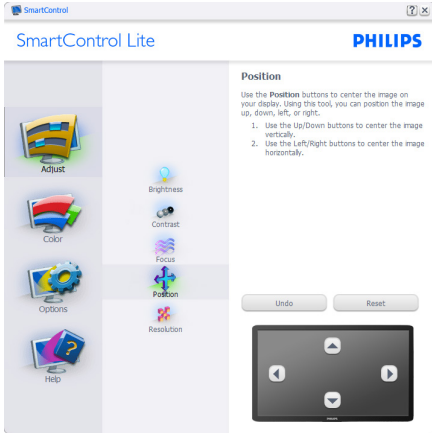 SmartControl
SmartControl Lite
PHILIPS
Adjust
Color
Options
Help
Brightness
Contrast
Focus
Position
Resolution
Position
Use the Position buttons to center the image on
your display. Using this tool, you can position the image
up, down, left, or right.
1. Use the Up/Down buttons to center the image
vertically.
2. Use the Left/Right buttons to center the image
horizontally.
Undo
Reset
PHILIPS